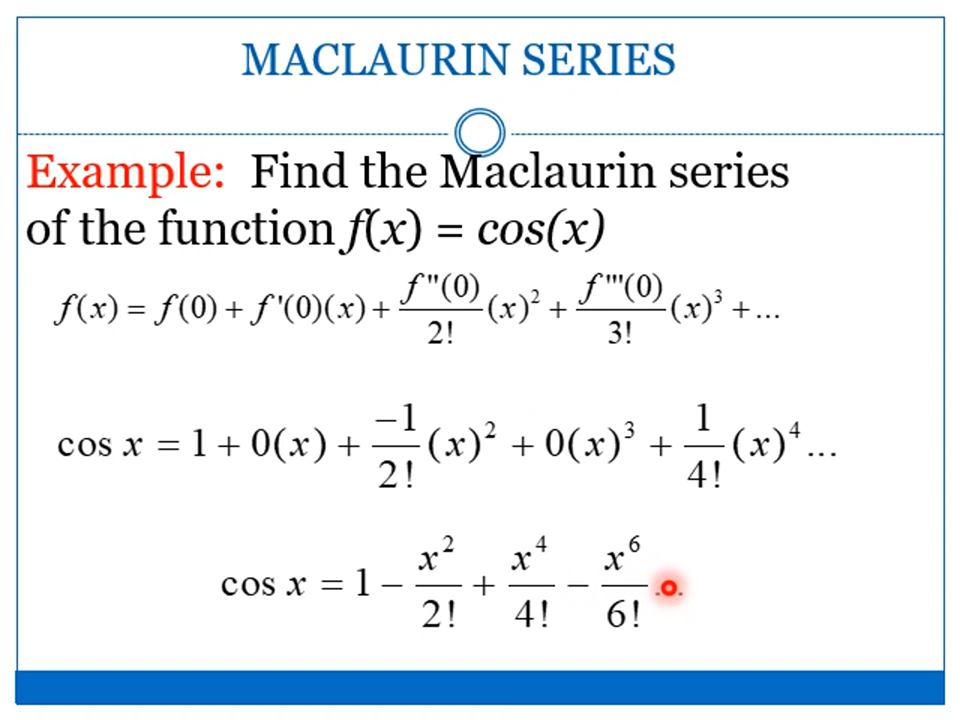 MACLAURIN SERIES
Example: Find the Maclaurin series
of the function f(x) = cos(x)
f(x) = f(0) + f'(0)(x) + f''(0)/2! (x)² + f'''(0)/3! (x)³ + ...
cos x = 1 + 0(x) + −1/2! (x)² + 0(x)³ + 1/4! (x)⁴ ...
cos x = 1 − x²/2! + x⁴/4! − x⁶/6! ...